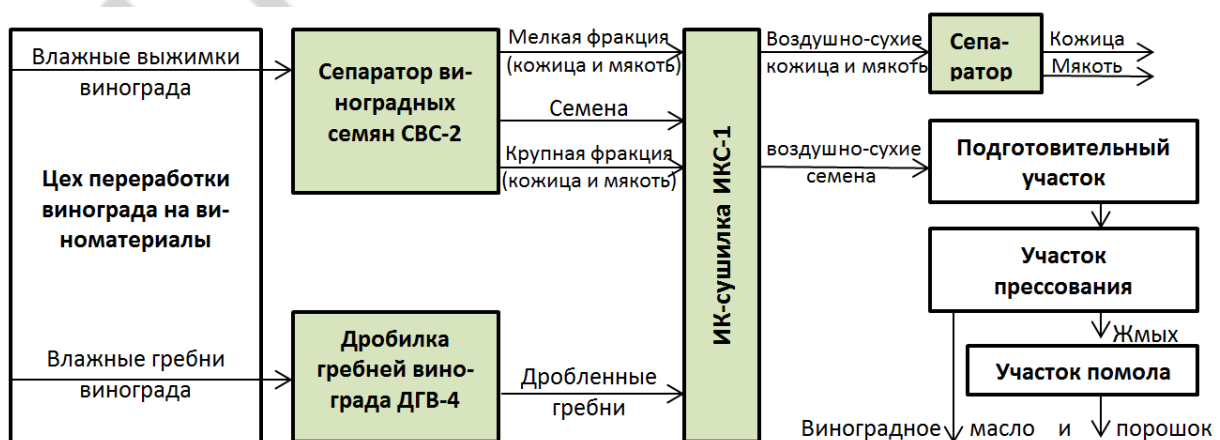 Влажные выжимки
винограда
Цех переработки
винограда на ви-
номатериалы
Влажные гребни
винограда
Сепаратор ви-
ноградных
семян СВС-2
Дробилка
гребней вино-
града ДГВ-4
Мелкая фракция
(кожица и мякоть)
Семена
Крупная фракция
(кожица и мякоть)
Дробленные
гребни
ИК-сушилка ИКС-1
Воздушно-сухие
кожица и мякоть
воздушно-сухие
семена
Сепа-
ратор
Кожица
Мякоть
Подготовительный
участок
Участок
прессования
Жмых
Участок помола
Виноградное масло и порошок